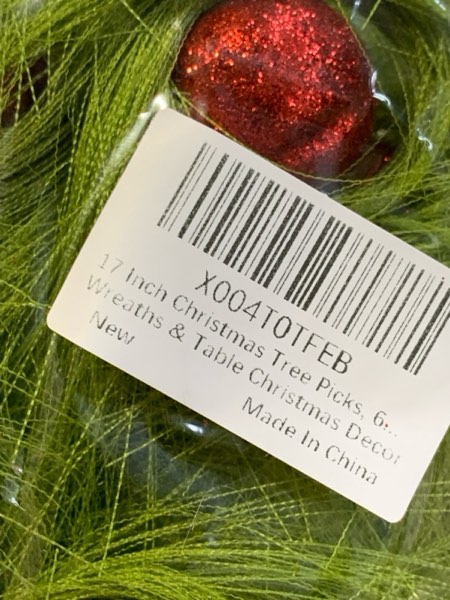 X004T0TFEB
17 Inch Christmas Tree Picks, 6...
Wreaths & Table Christmas Decor
New
Made In China